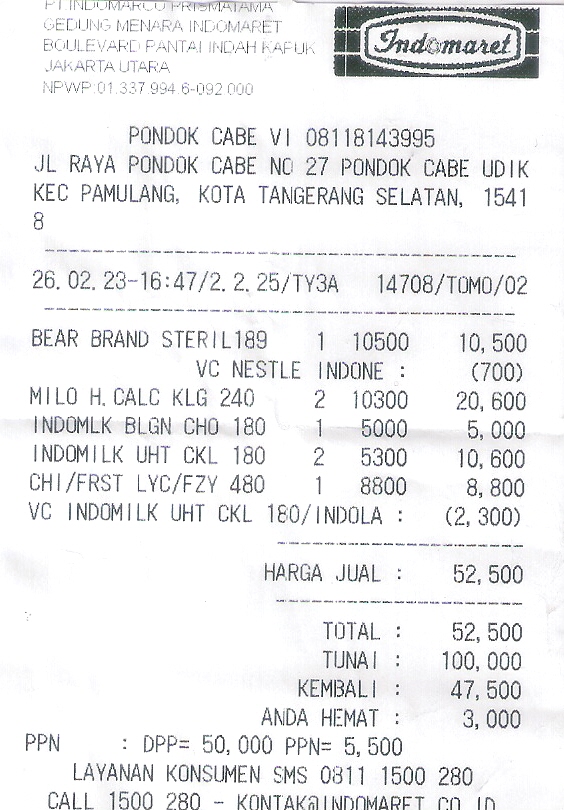 PT INDOMARCO PRISMATAMA
GEDUNG MENARA INDOMARET
BOULEVARD PANTAI INDAH KAPUK
JAKARTA UTARA
NPWP:01.337.994.6-092.000
Indomaret
PONDOK CABE VI 08118143995
JL RAYA PONDOK CABE NO 27 PONDOK CABE UDIK
KEC PAMULANG, KOTA TANGERANG SELATAN, 1541
8
26.02.23-16:47/2.2.25/TY3A 14708/TOMO/02
BEAR BRAND STERIL189 1 10500 10,500
VC NESTLE INDONE : (700)
MILO H.CALC KLG 240 2 10300 20,600
INDOMLK BLGN CHO 180 1 5000 5,000
INDOMILK UHT CKL 180 2 5300 10,600
CHI/FRST LYC/FZY 480 1 8800 8,800
VC INDOMILK UHT CKL 180/INDOLA : (2,300)
HARGA JUAL : 52,500
TOTAL : 52,500
TUNAI : 100,000
KEMBALI : 47,500
ANDA HEMAT : 3,000
PPN : DPP= 50,000 PPN= 5,500
LAYANAN KONSUMEN SMS 0811 1500 280
CALL 1500 280 - KONTAK@INDOMARET.CO.ID